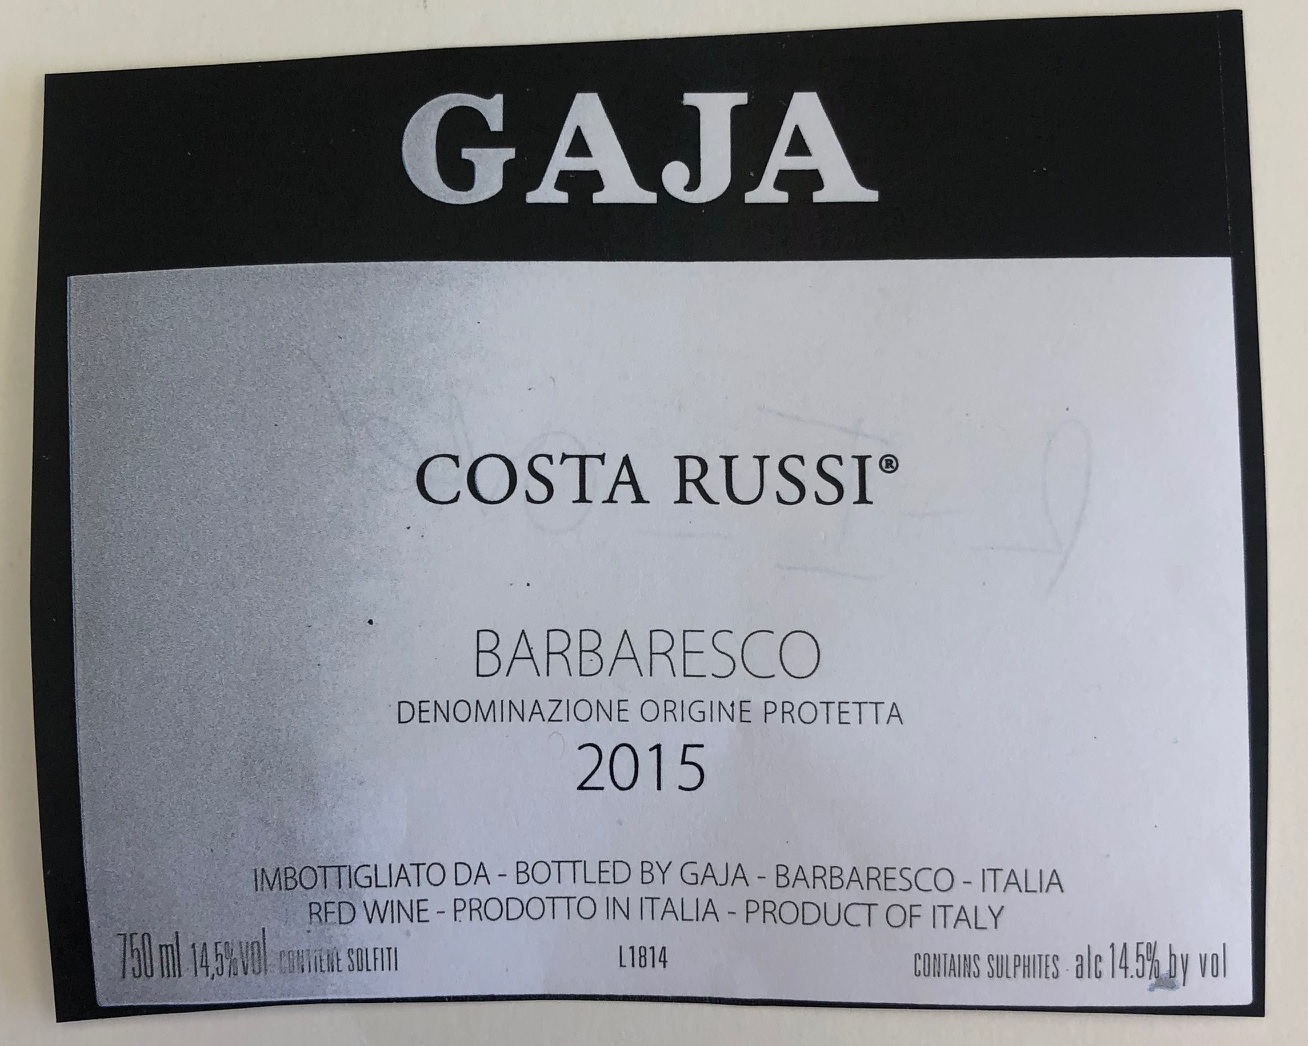 GAJA
COSTA RUSSI®
BARBARESCO
DENOMINAZIONE ORIGINE PROTETTA
2015
IMBOTTIGLIATO DA - BOTTLED BY GAJA - BARBARESCO - ITALIA
RED WINE - PRODOTTO IN ITALIA - PRODUCT OF ITALY
750 ml 14,5%vol CONTIENE SOLFITI L1814 CONTAINS SULPHITES - alc 14.5% by vol